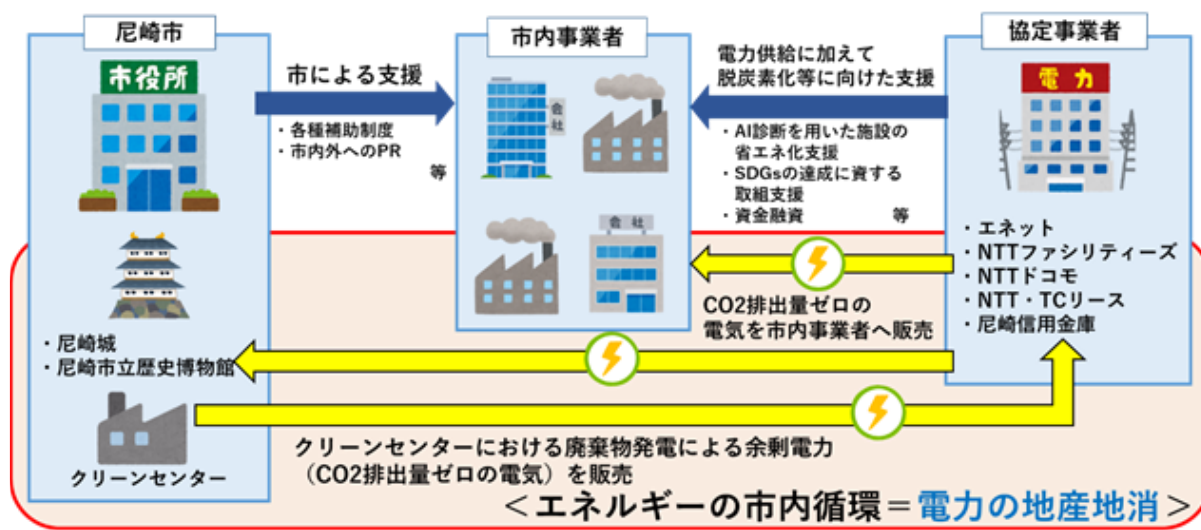 尼崎市
市役所
・尼崎城
・尼崎市立歴史博物館
クリーンセンター
市による支援
・各種補助制度
・市内外へのPR
等
市内事業者
会社
会社
電力供給に加えて
脱炭素化等に向けた支援
・AI診断を用いた施設の
省エネ化支援
・SDGsの達成に資する
取組支援
・資金融資 等
協定事業者
電力
・エネット
・NTTファシリティーズ
・NTTドコモ
・NTT・TCリース
・尼崎信用金庫
CO2排出量ゼロの
電気を市内事業者へ販売
クリーンセンターにおける廃棄物発電による余剰電力
（CO2排出量ゼロの電気）を販売
＜エネルギーの市内循環＝電力の地産地消＞